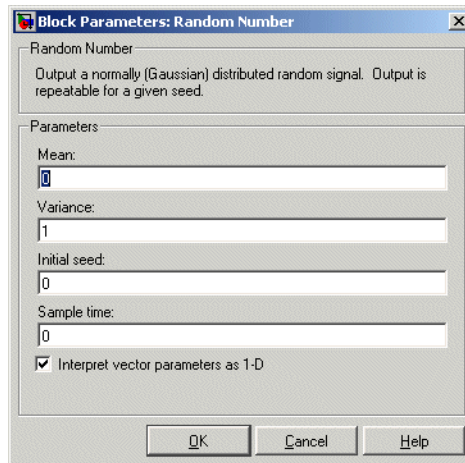 Block Parameters: Random Number
Random Number
Output a normally (Gaussian) distributed random signal. Output is
repeatable for a given seed.
Parameters
Mean:
0
Variance:
1
Initial seed:
0
Sample time:
0
Interpret vector parameters as 1-D
OK
Cancel
Help